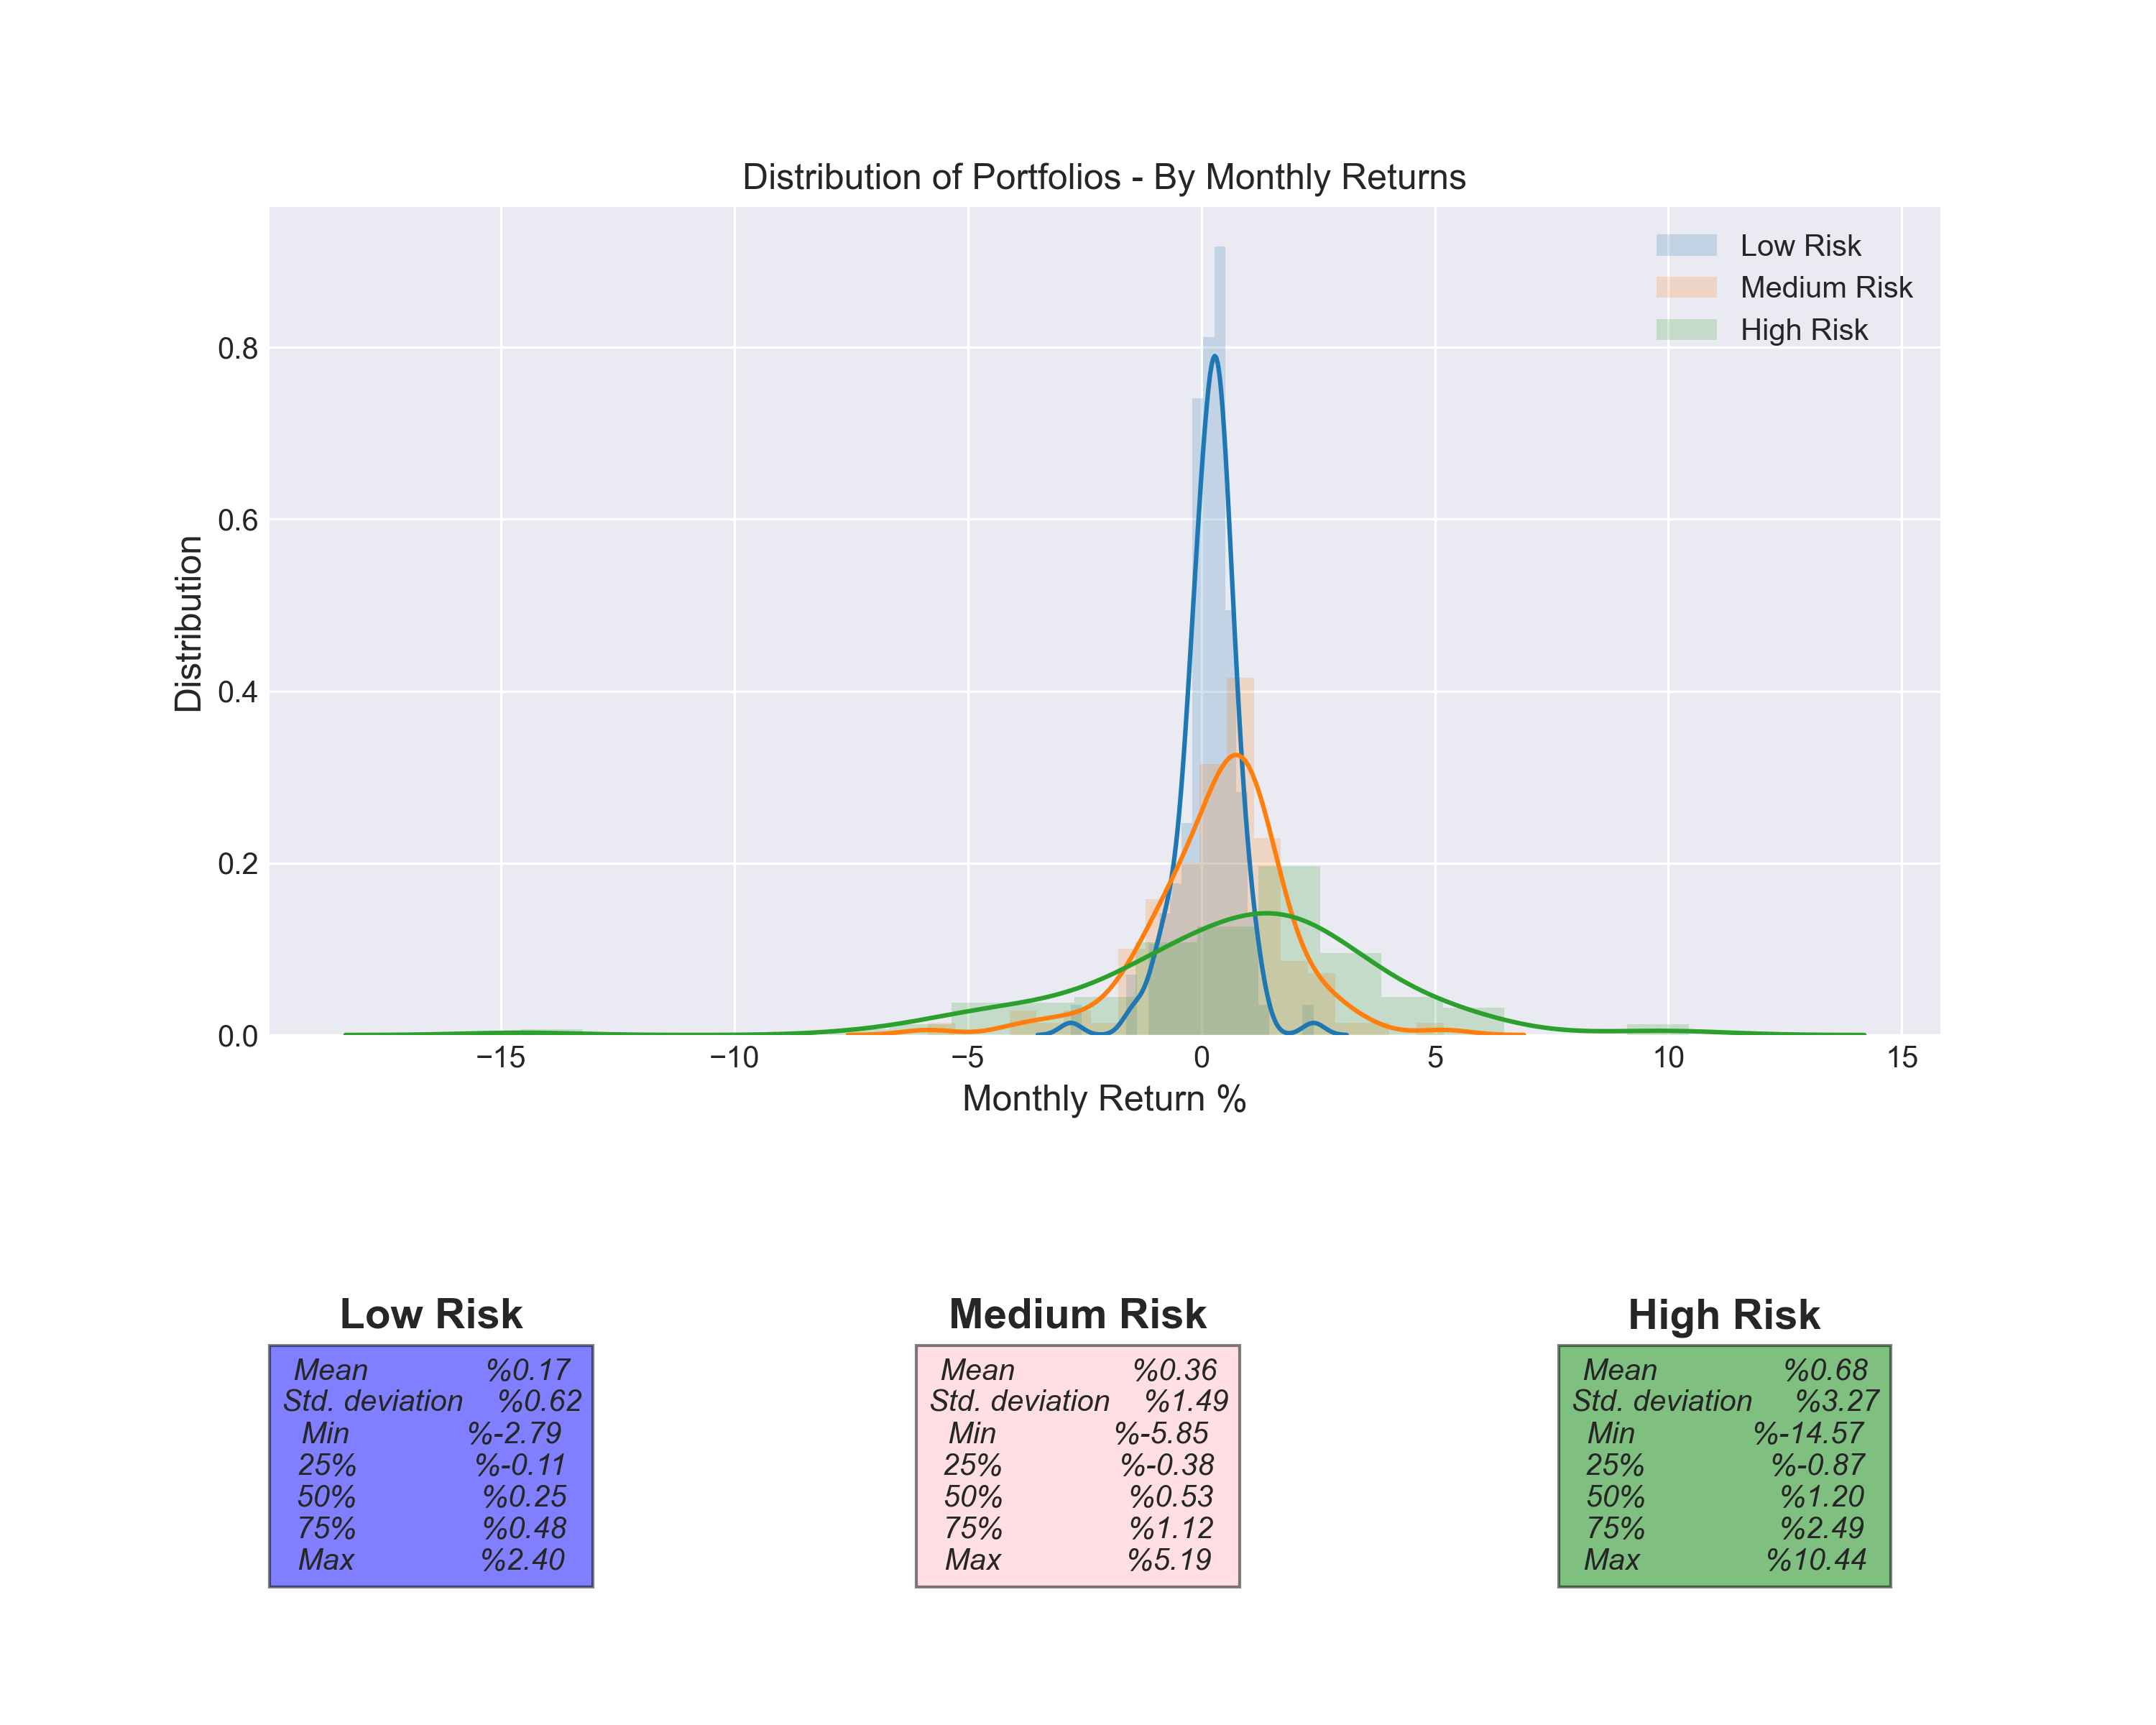 Distribution of Portfolios - By Monthly Returns
Low Risk
Medium Risk
High Risk
Distribution
0.8
0.6
0.4
0.2
0.0
−15 −10 −5 0 5 10 15
Monthly Return %
Low Risk
Mean %0.17
Std. deviation %0.62
Min %-2.79
25% %-0.11
50% %0.25
75% %0.48
Max %2.40
Medium Risk
Mean %0.36
Std. deviation %1.49
Min %-5.85
25% %-0.38
50% %0.53
75% %1.12
Max %5.19
High Risk
Mean %0.68
Std. deviation %3.27
Min %-14.57
25% %-0.87
50% %1.20
75% %2.49
Max %10.44